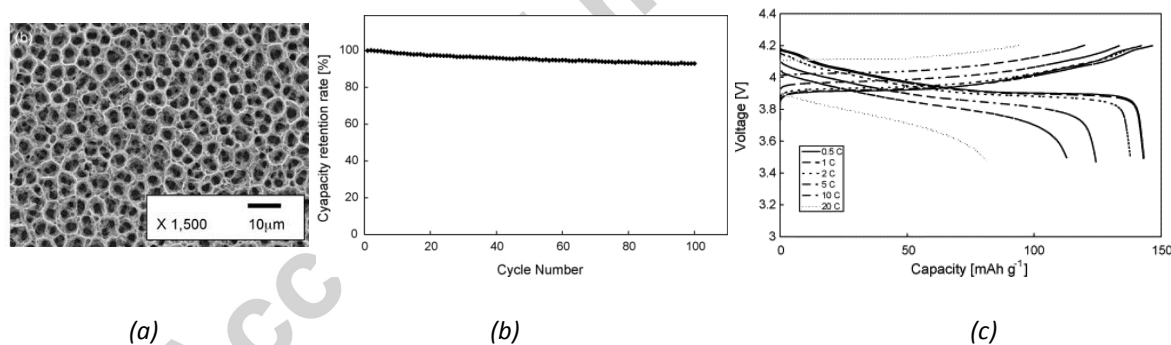 (b)
X 1,500
10μm
Cyapacity retention rate [%]
120
100
80
60
40
20
0
0
20
40
60
80
100
Cycle Number
Voltage [V]
4.4
4.2
4
3.8
3.6
3.4
3.2
3
0.5 C
1 C
2 C
5 C
10 C
20 C
0
50
100
150
Capacity [mAh g⁻¹]
(a)
(b)
(c)
Acc